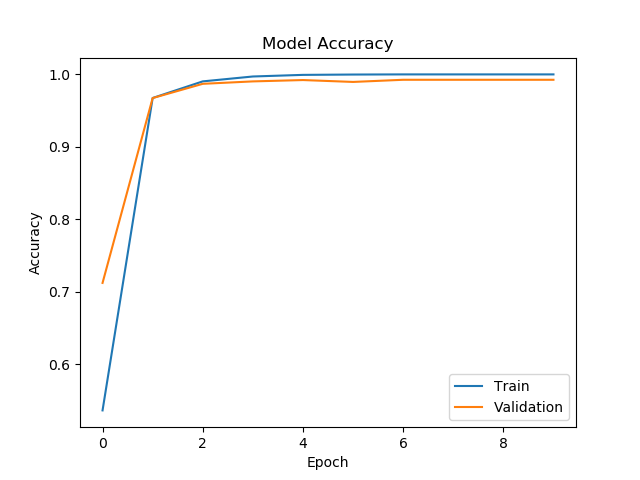 Model Accuracy
1.0
0.9
0.8
0.7
0.6
Accuracy
0 2 4 6 8
Epoch
Train
Validation